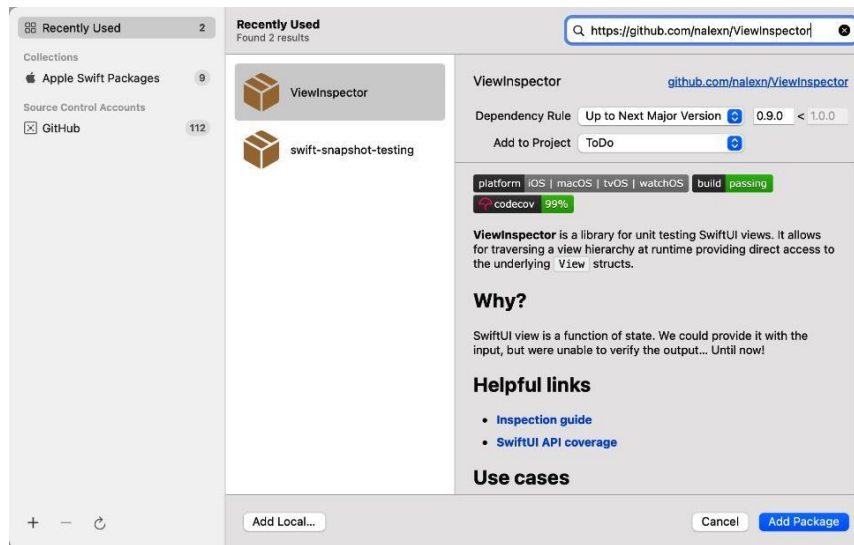 Recently Used 2
Collections
Apple Swift Packages 9
Source Control Accounts
GitHub 112
Recently Used
Found 2 results
https://github.com/nalexn/ViewInspector
ViewInspector
swift-snapshot-testing
ViewInspector github.com/nalexn/ViewInspector
Dependency Rule Up to Next Major Version 0.9.0 < 1.0.0
Add to Project ToDo
platform iOS | macOS | tvOS | watchOS build passing
codecov 99%
ViewInspector is a library for unit testing SwiftUI views. It allows
for traversing a view hierarchy at runtime providing direct access to
the underlying View structs.
Why?
SwiftUI view is a function of state. We could provide it with the
input, but were unable to verify the output... Until now!
Helpful links
• Inspection guide
• SwiftUI API coverage
Use cases
Add Local...
Cancel Add Package